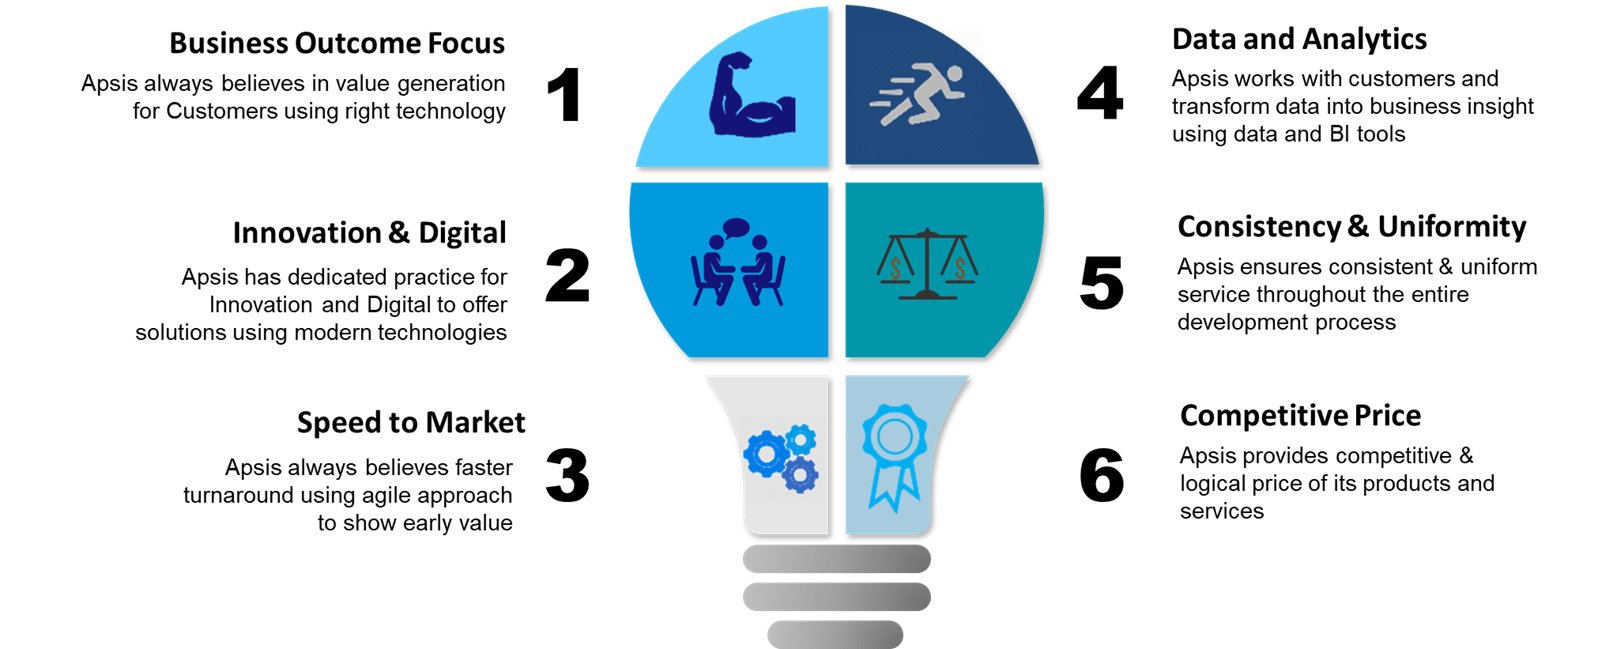 Business Outcome Focus
Apsis always believes in value generation
for Customers using right technology
1
Innovation & Digital
Apsis has dedicated practice for
Innovation and Digital to offer
solutions using modern technologies
2
Speed to Market
Apsis always believes faster
turnaround using agile approach
to show early value
3
4
Data and Analytics
Apsis works with customers and
transform data into business insight
using data and BI tools
5
Consistency & Uniformity
Apsis ensures consistent & uniform
service throughout the entire
development process
$ $
6
Competitive Price
Apsis provides competitive &
logical price of its products and
services